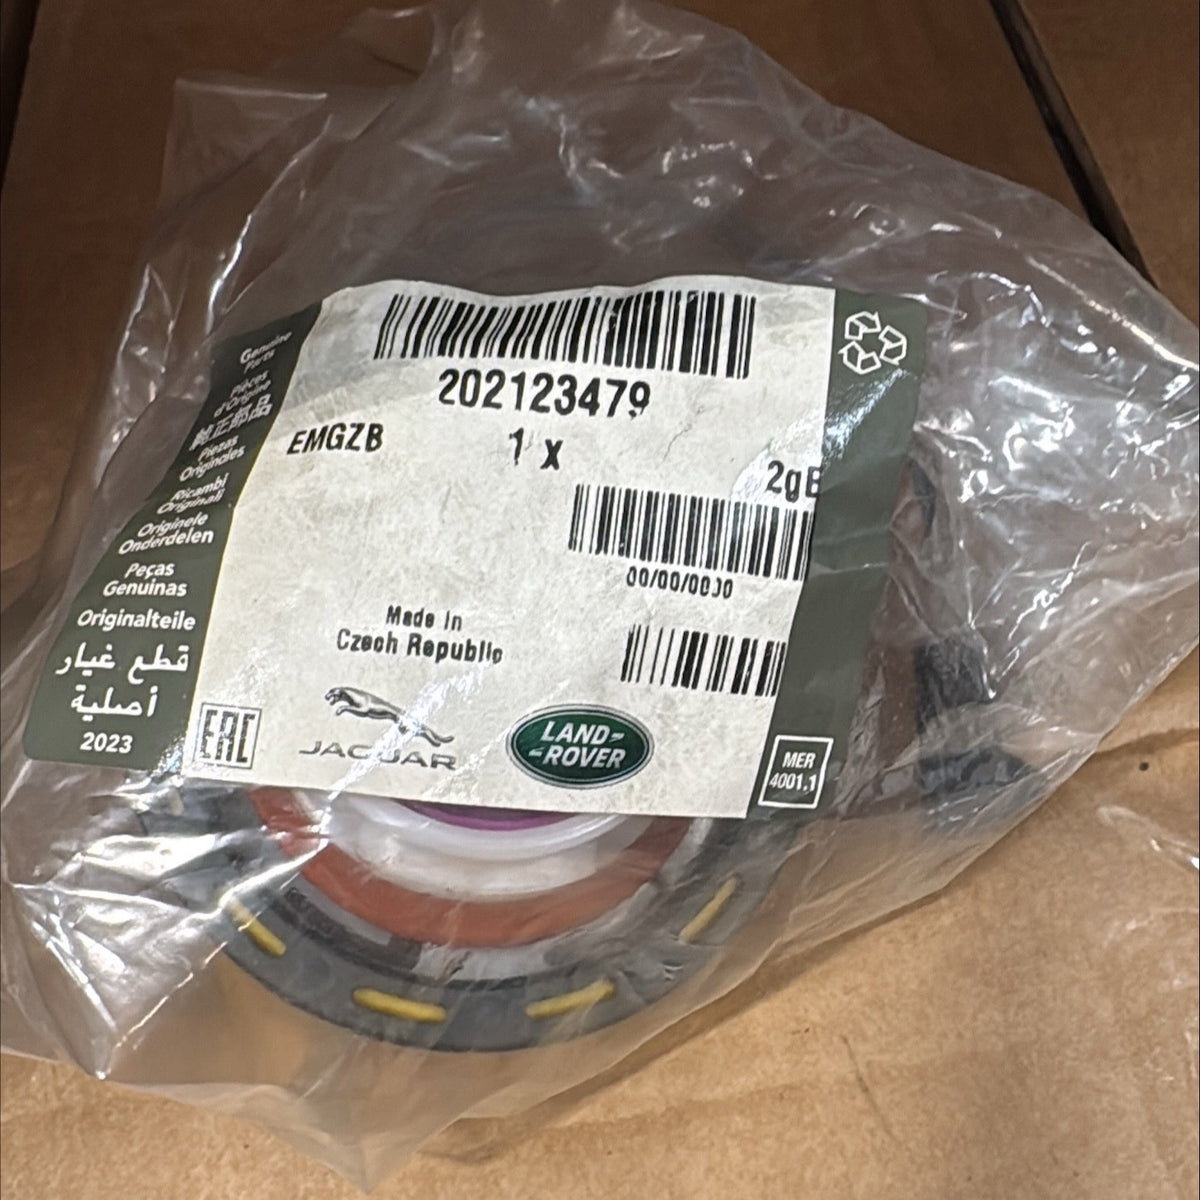 202123479
EMGZB
1 x
2gB
00/00/0000
Made in
Czech Republic
JAGUAR
LAND-
-ROVER
EAC
MER
4001,1
Genuine
Parts
Pièces
d'Origine
純正部品
Piezas
Originales
Ricambi
Originali
Originele
Onderdelen
Peças
Genuinas
Originalteile
قطع غيار
أصلية
2023